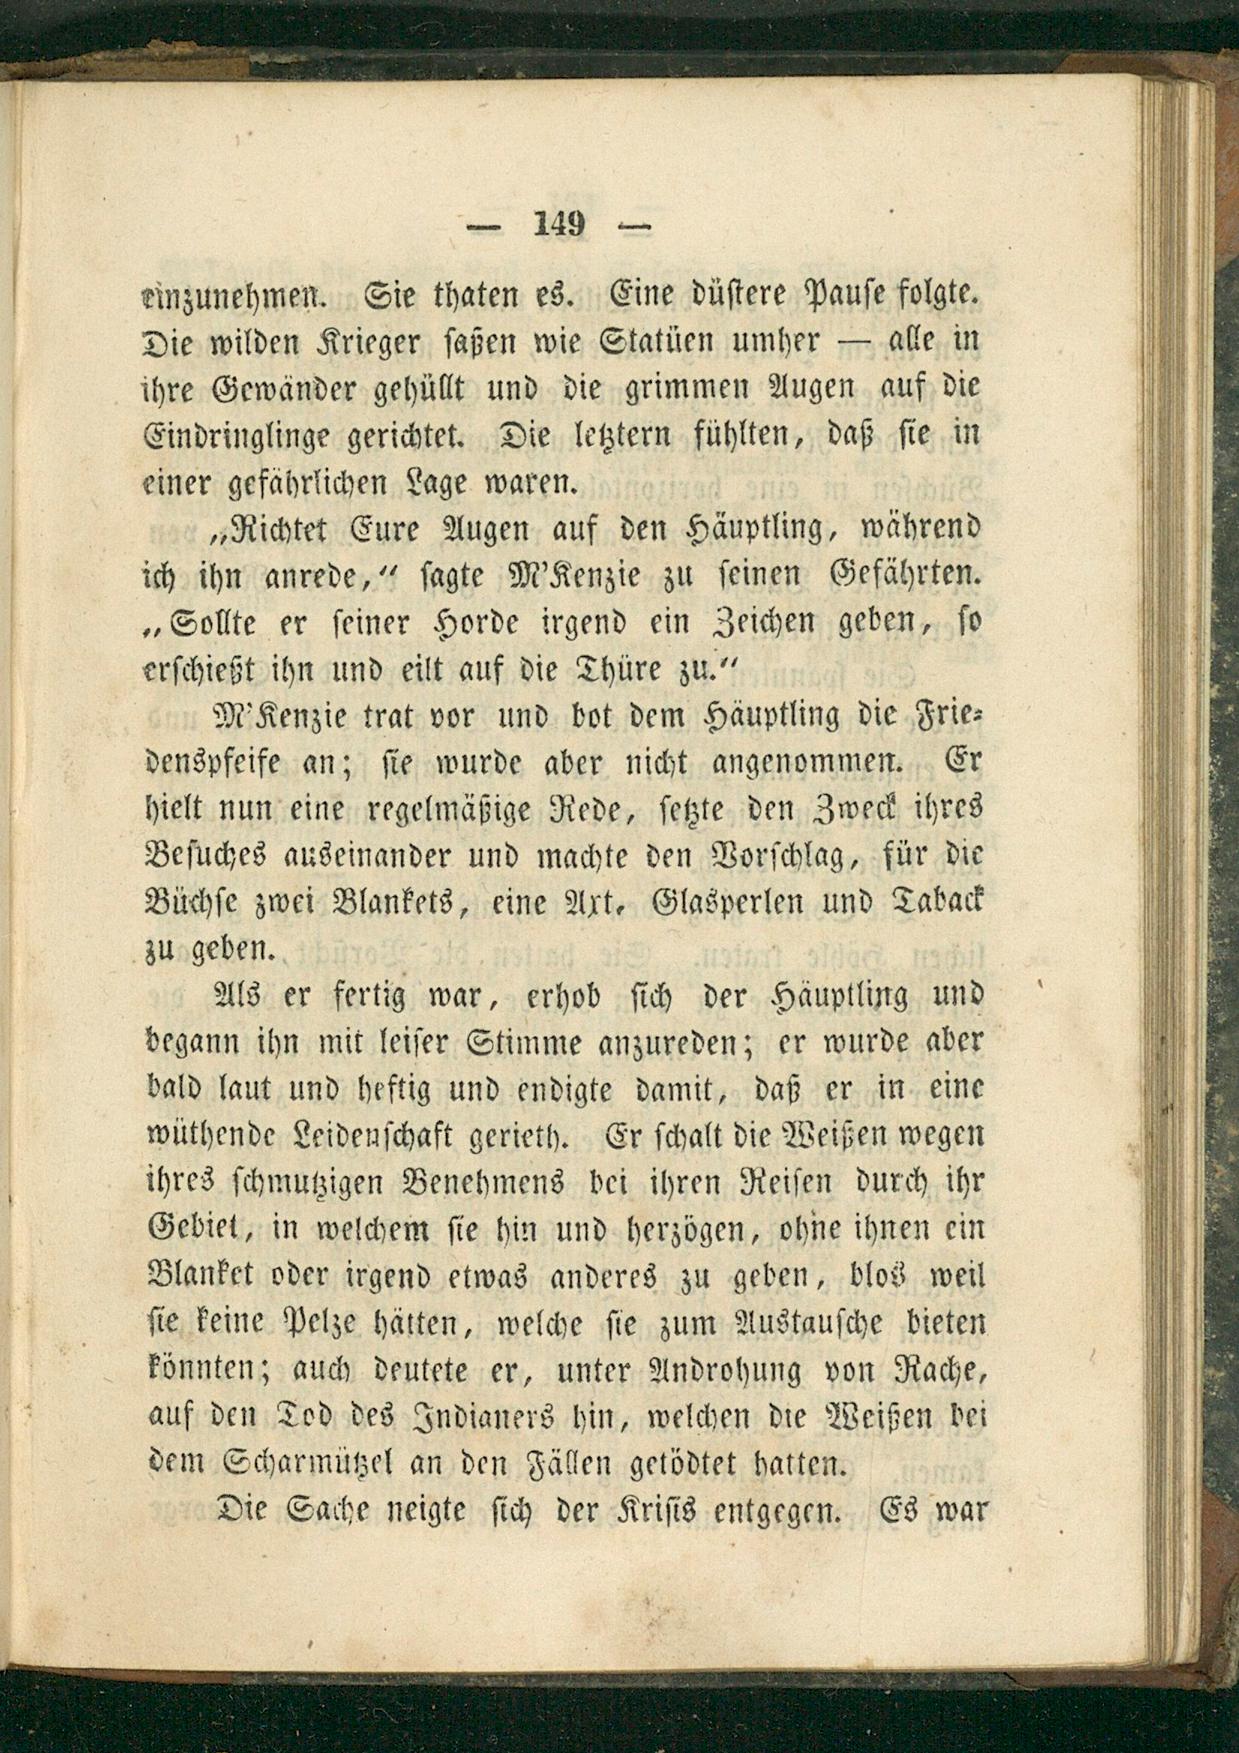 — 149 —
einzunehmen. Sie thaten es. Eine düstere Pause folgte.
Die wilden Krieger saßen wie Statüen umher — alle in
ihre Gewänder gehüllt und die grimmen Augen auf die
Eindringlinge gerichtet. Die letztern fühlten, daß sie in
einer gefährlichen Lage waren.
„Richtet Eure Augen auf den Häuptling, während
ich ihn anrede,“ sagte M'Kenzie zu seinen Gefährten.
„Sollte er seiner Horde irgend ein Zeichen geben, so
erschießt ihn und eilt auf die Thüre zu.“
M'Kenzie trat vor und bot dem Häuptling die Frie-
denspfeife an; sie wurde aber nicht angenommen. Er
hielt nun eine regelmäßige Rede, setzte den Zweck ihres
Besuches auseinander und machte den Vorschlag, für die
Büchse zwei Blankets, eine Axt, Glasperlen und Taback
zu geben.
Als er fertig war, erhob sich der Häuptling und
begann ihn mit leiser Stimme anzureden; er wurde aber
bald laut und heftig und endigte damit, daß er in eine
wüthende Leidenschaft gerieth. Er schalt die Weißen wegen
ihres schmutzigen Benehmens bei ihren Reisen durch ihr
Gebiet, in welchem sie hin und herzögen, ohne ihnen ein
Blanket oder irgend etwas anderes zu geben, blos weil
sie keine Pelze hätten, welche sie zum Austausche bieten
könnten; auch deutete er, unter Androhung von Rache,
auf den Tod des Indianers hin, welchen die Weißen bei
dem Scharmützel an den Fällen getödtet hatten.
Die Sache neigte sich der Krisis entgegen. Es war